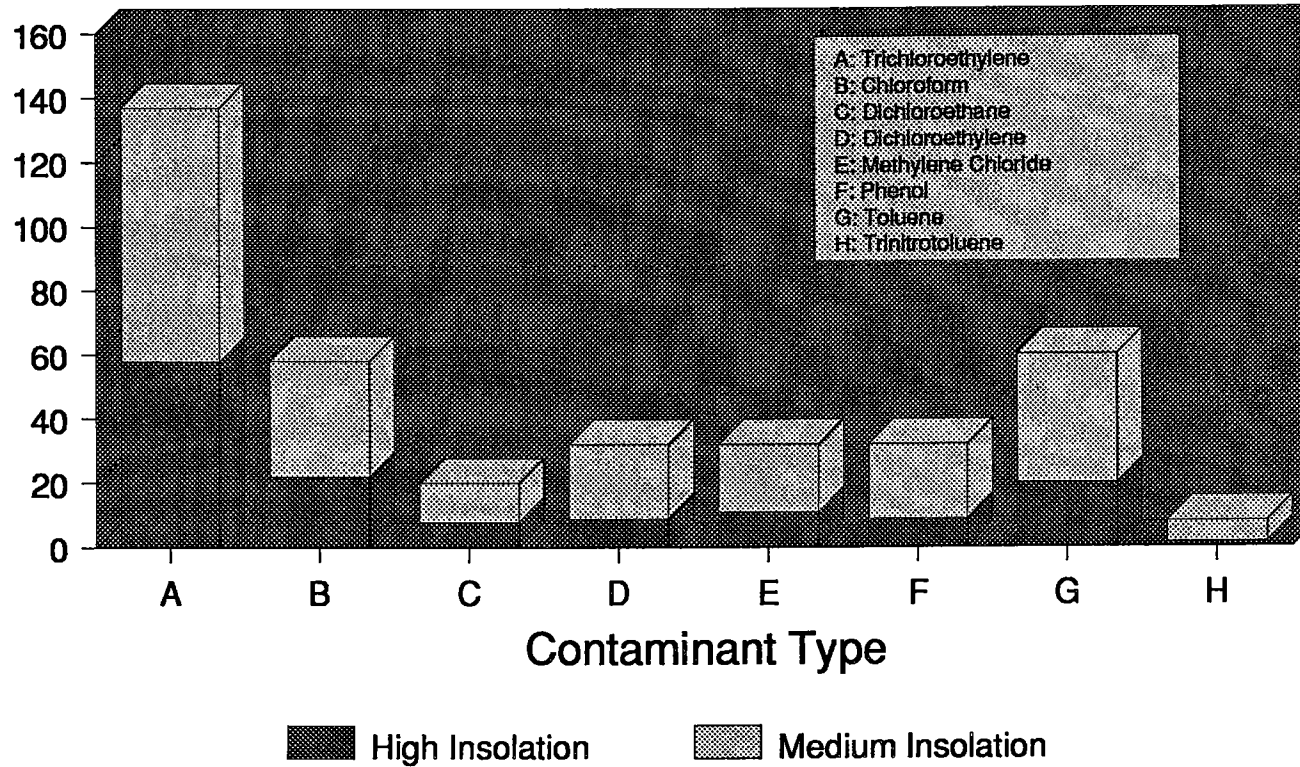 160
140
120
100
80
60
40
20
0
A: Trichloroethylene
B: Chloroform
C: Dichloroethane
D: Dichloroethylene
E: Methylene Chloride
F: Phenol
G: Toluene
H: Trinitrotoluene
A B C D E F G H
Contaminant Type
High Insolation Medium Insolation